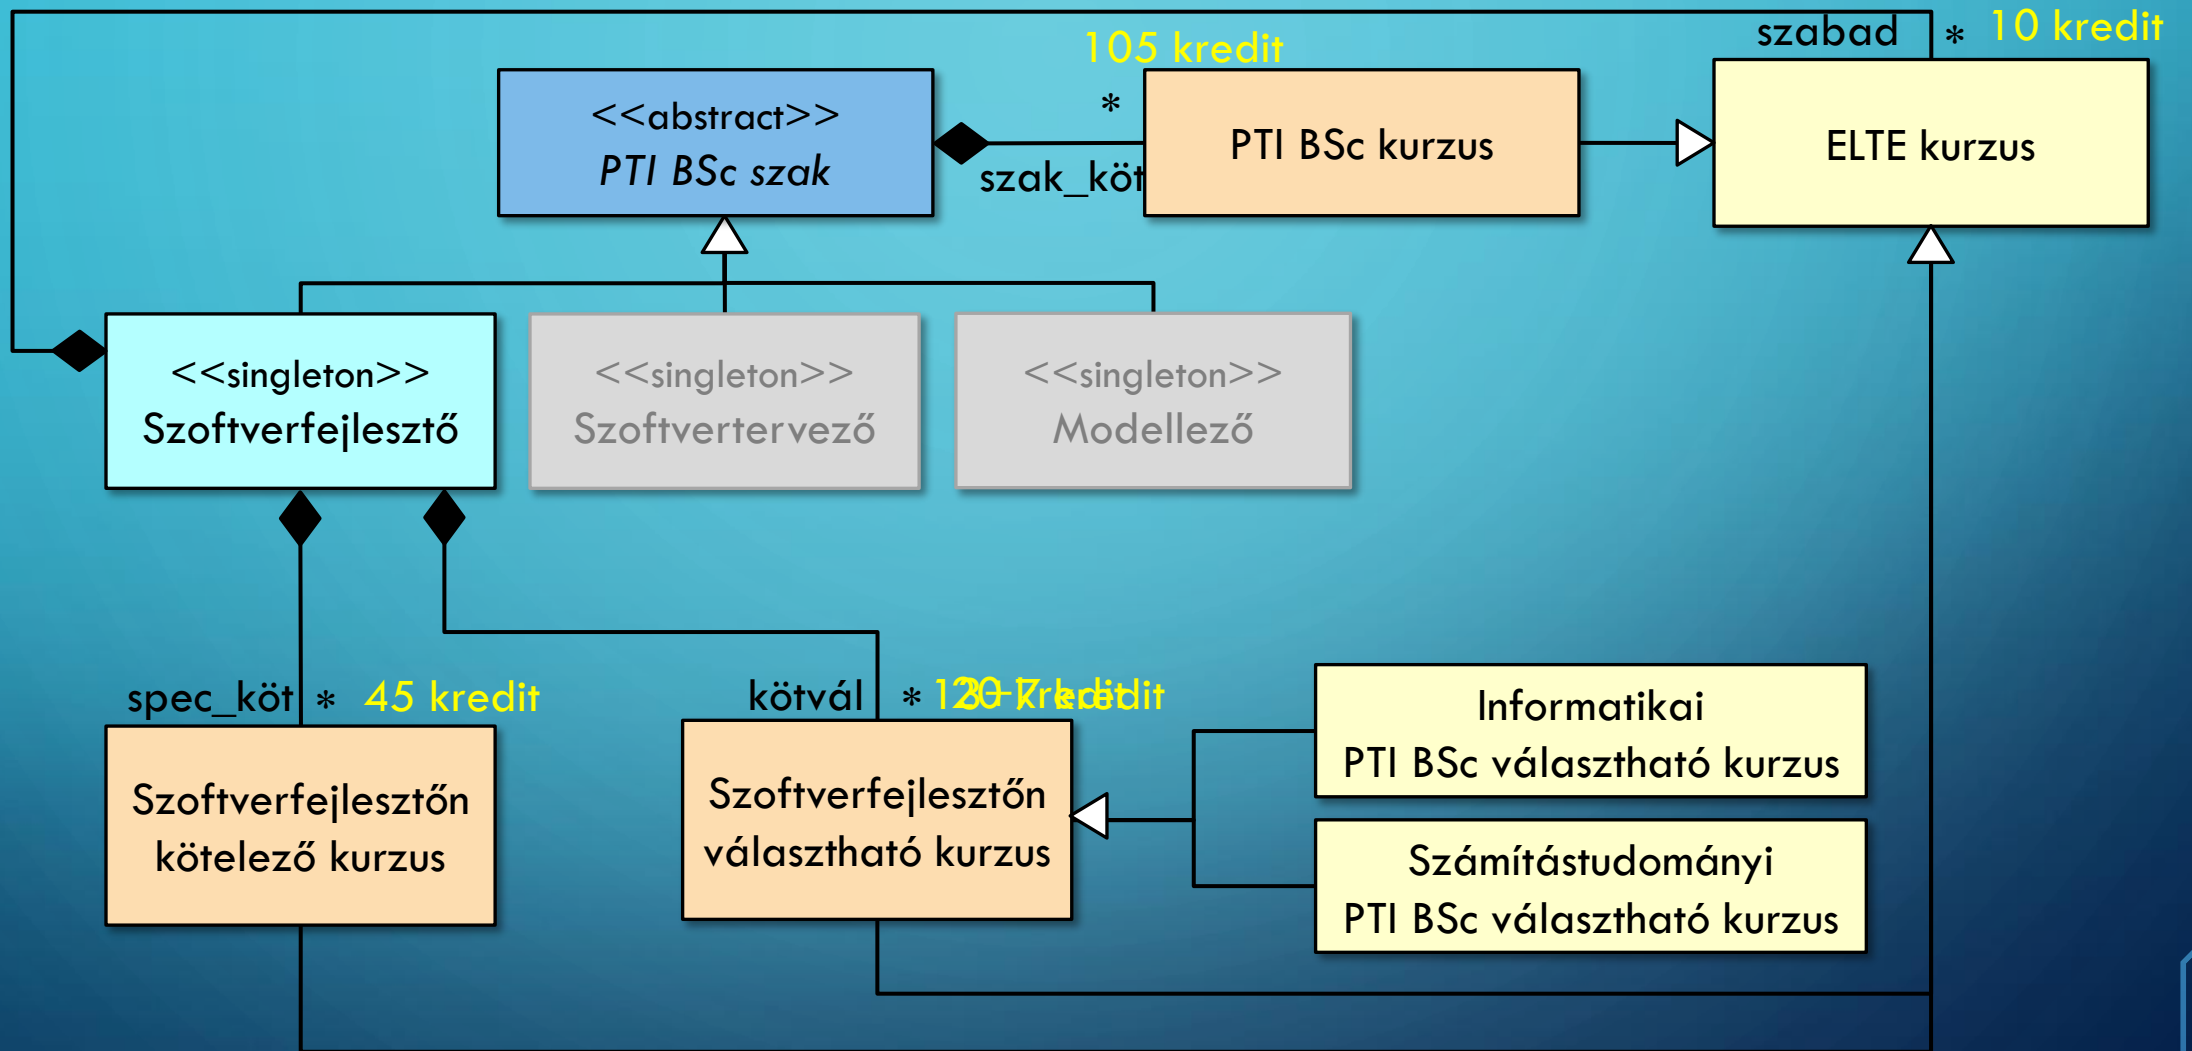 szabad * 10 kredit
105 kredit
<<abstract>>
PTI BSc szak
*
szak_köt
PTI BSc kurzus
ELTE kurzus
<<singleton>>
Szoftverfejlesztő
<<singleton>>
Szoftvertervező
<<singleton>>
Modellező
spec_köt * 45 kredit
kötvál * kredit
Szoftverfejlesztőn
kötelező kurzus
Szoftverfejlesztőn
választható kurzus
Informatikai
PTI BSc választható kurzus
Számítástudományi
PTI BSc választható kurzus